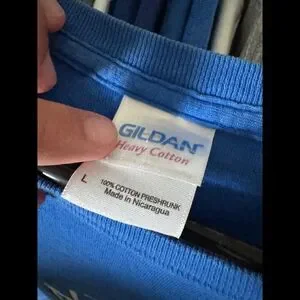 GILDAN
Heavy Cotton
L
100% COTTON PRESHRUNK
Made in Nicaragua